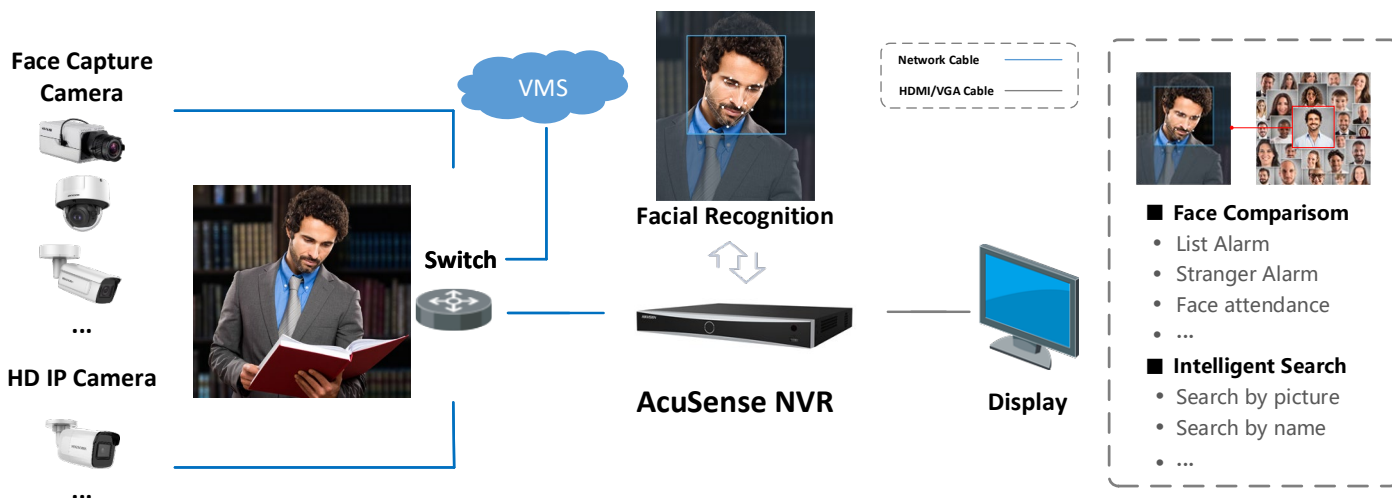 Face Capture
Camera
...
HD IP Camera
...
VMS
Switch
Facial Recognition
AcuSense NVR
Display
Network Cable
HDMI/VGA Cable
■ Face Comparisom
• List Alarm
• Stranger Alarm
• Face attendance
• ...
■ Intelligent Search
• Search by picture
• Search by name
• ...